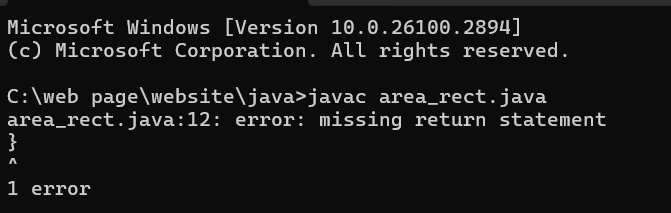 Microsoft Windows [Version 10.0.26100.2894]
(c) Microsoft Corporation. All rights reserved.
C:\web page\website\java>javac area_rect.java
area_rect.java:12: error: missing return statement
}
^
1 error